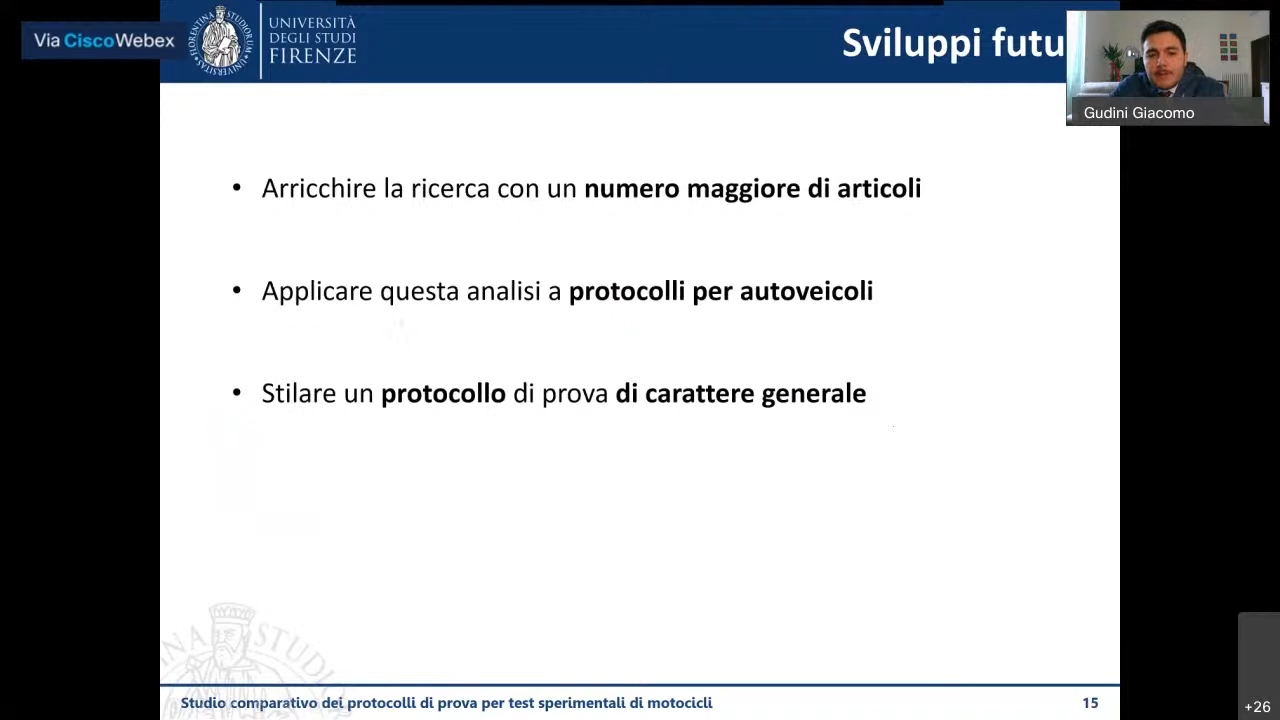 Via Cisco Webex
UNIVERSITÀ
DEGLI STUDI
FIRENZE
Sviluppi futu
Gudini Giacomo
• Arricchire la ricerca con un numero maggiore di articoli
• Applicare questa analisi a protocolli per autoveicoli
• Stilare un protocollo di prova di carattere generale
Studio comparativo dei protocolli di prova per test sperimentali di motocicli
15
+26